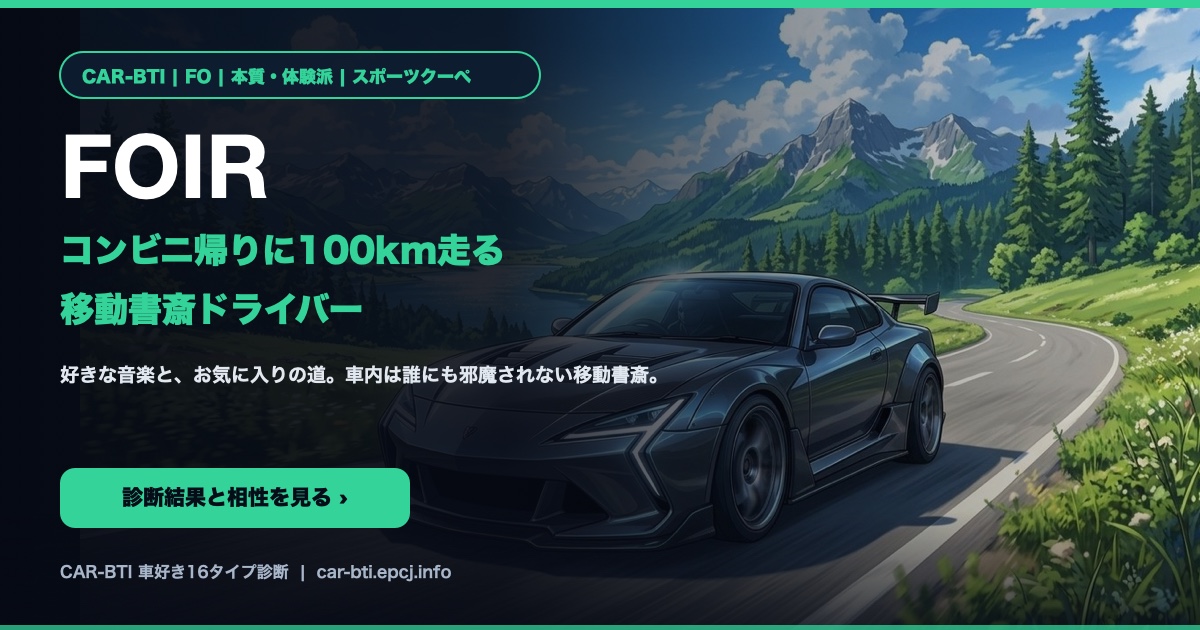 CAR-BTI | FO | 本質・体験派 | スポーツクーペ
FOIR
コンビニ帰りに100km走る
移動書斎ドライバー
好きな音楽と、お気に入りの道。車内は誰にも邪魔されない移動書斎。
診断結果と相性を見る ›
CAR-BTI 車好き16タイプ診断 | car-bti.epcj.info